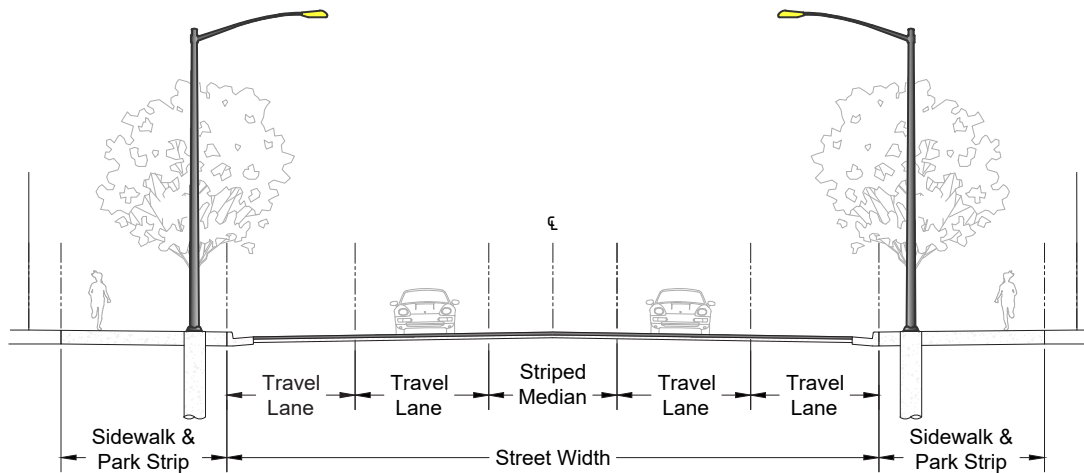 ℄
Travel
Lane
Travel
Lane
Striped
Median
Travel
Lane
Travel
Lane
Sidewalk &
Park Strip
Street Width
Sidewalk &
Park Strip